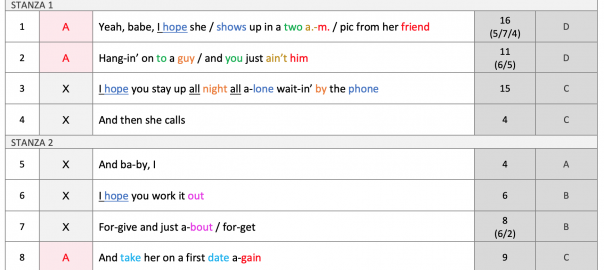 STANZA 1
1 A Yeah, babe, I hope she / shows up in a two a.-m. / pic from her friend 16 (5/7/4) D
2 A Hang-in’ on to a guy / and you just ain’t him 11 (6/5) D
3 X I hope you stay up all night all a-lone wait-in’ by the phone 15 C
4 X And then she calls 4 C
STANZA 2
5 X And ba-by, I 4 A
6 X I hope you work it out 6 B
7 X For-give and just a-bout / for-get 8 (6/2) B
8 A And take her on a first date a-gain 9 C